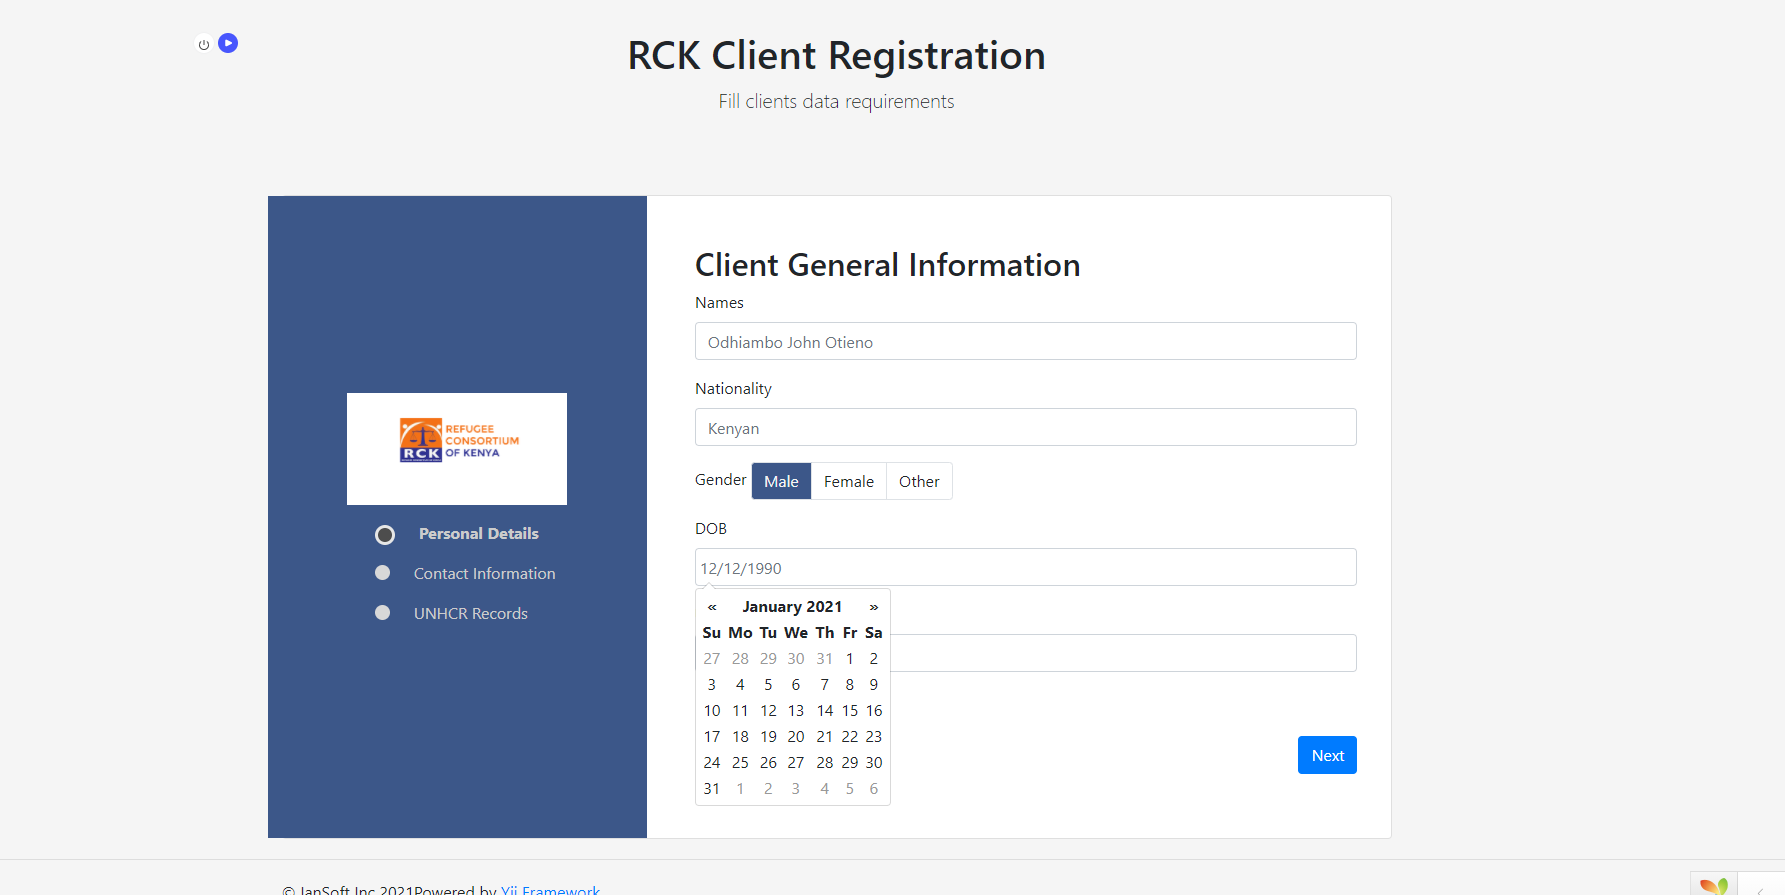 RCK Client Registration
Fill clients data requirements
REFUGEE
CONSORTIUM
OF KENYA
RCK
Personal Details
Contact Information
UNHCR Records
Client General Information
Names
Odhiambo John Otieno
Nationality
Kenyan
Gender Male Female Other
DOB
12/12/1990
« January 2021 »
Su Mo Tu We Th Fr Sa
27 28 29 30 31 1 2
3 4 5 6 7 8 9
10 11 12 13 14 15 16
17 18 19 20 21 22 23
24 25 26 27 28 29 30
31 1 2 3 4 5 6
Next
© JanSoft Inc 2021Powered by Yii Framework